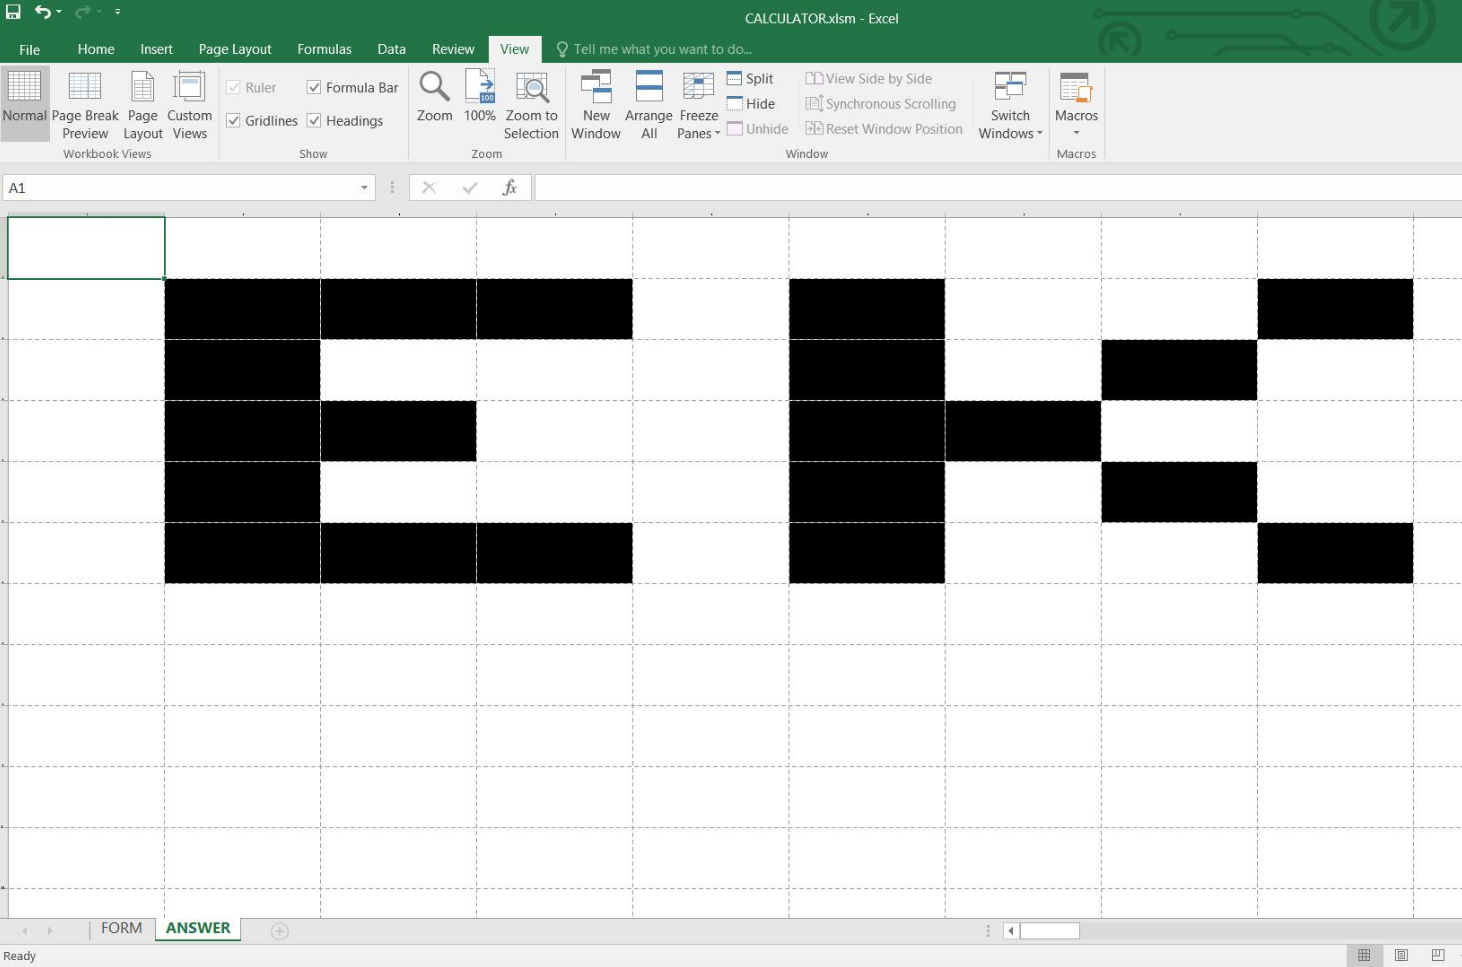 CALCULATOR.xlsm - Excel
File Home Insert Page Layout Formulas Data Review View Tell me what you want to do...
Normal Page Break Preview Page Layout Custom Views
Workbook Views
Ruler Formula Bar
Gridlines Headings
Show
Zoom 100% Zoom to Selection
100
Zoom
New Window Arrange All Freeze Panes
Split
Hide
Unhide
View Side by Side
Synchronous Scrolling
Reset Window Position
Window
Switch Windows
Macros
Macros
A1
fx
EK
FORM ANSWER
Ready